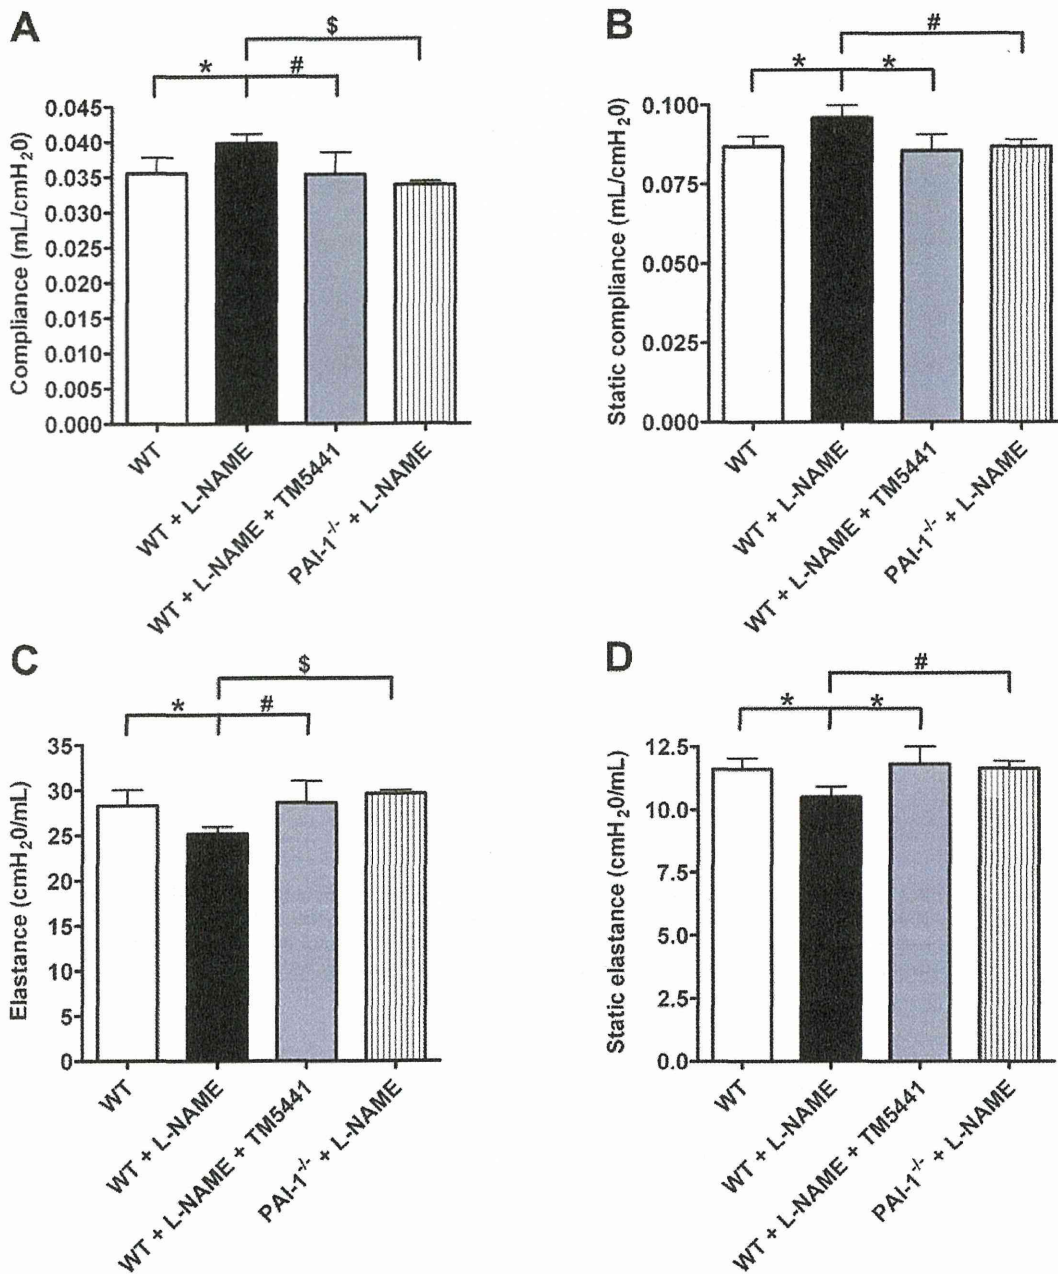 A
$
*
#
Compliance (mL/cmH₂0)
0.045
0.040
0.035
0.030
0.025
0.020
0.015
0.010
0.005
0.000
WT
WT + L-NAME
WT + L-NAME + TM5441
PAI-1⁻/⁻ + L-NAME
B
#
*
*
Static compliance (mL/cmH₂0)
0.100
0.075
0.050
0.025
0.000
WT
WT + L-NAME
WT + L-NAME + TM5441
PAI-1⁻/⁻ + L-NAME
C
$
*
#
Elastance (cmH₂0/mL)
35
30
25
20
15
10
5
0
WT
WT + L-NAME
WT + L-NAME + TM5441
PAI-1⁻/⁻ + L-NAME
D
#
*
*
Static elastance (cmH₂0/mL)
12.5
10.0
7.5
5.0
2.5
0.0
WT
WT + L-NAME
WT + L-NAME + TM5441
PAI-1⁻/⁻ + L-NAME